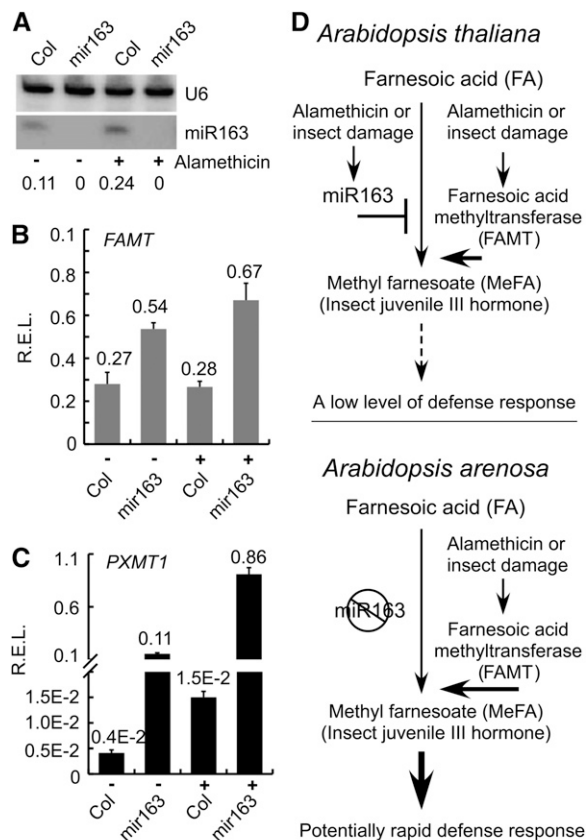 A
Col
mir163
Col
mir163
U6
miR163
- - + + Alamethicin
0.11 0 0.24 0
B
FAMT
R.E.L.
0.1
0.8
0.6
0.4
0.2
0
0.27
0.54
0.28
0.67
- - + +
Col
mir163
Col
mir163
C
PXMT1
R.E.L.
1.1
0.6
0.1
1.5E-2
1.0E-2
0.5E-2
0
0.4E-2
0.11
1.5E-2
0.86
- - + +
Col
mir163
Col
mir163
D
Arabidopsis thaliana
Farnesoic acid (FA)
Alamethicin or
insect damage
Alamethicin or
insect damage
miR163
Farnesoic acid
methyltransferase
(FAMT)
Methyl farnesoate (MeFA)
(Insect juvenile III hormone)
A low level of defense response
Arabidopsis arenosa
Farnesoic acid (FA)
Alamethicin or
insect damage
miR163
Farnesoic acid
methyltransferase
(FAMT)
Methyl farnesoate (MeFA)
(Insect juvenile III hormone)
Potentially rapid defense response